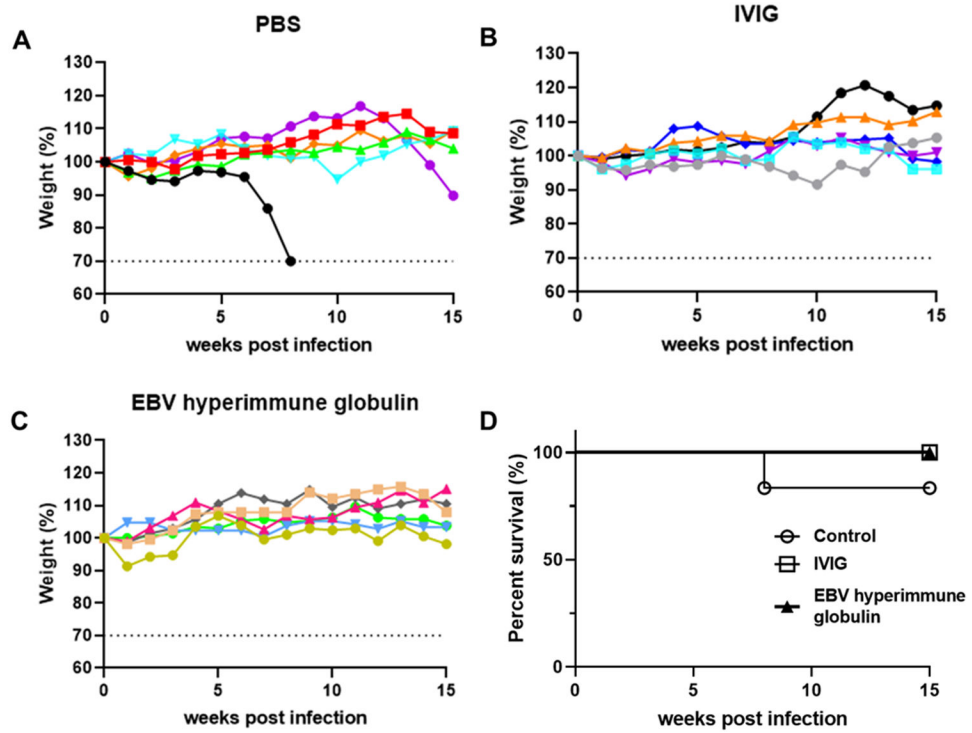 PBS
A
130
120
110
100
90
80
70
60
Weight (%)
0 5 10 15
weeks post infection
IVIG
B
130
120
110
100
90
80
70
60
Weight (%)
0 5 10 15
weeks post infection
EBV hyperimmune globulin
C
130
120
110
100
90
80
70
60
Weight (%)
0 5 10 15
weeks post infection
D
100
50
0
Percent survival (%)
Control
IVIG
EBV hyperimmune
globulin
0 5 10 15
weeks post infection